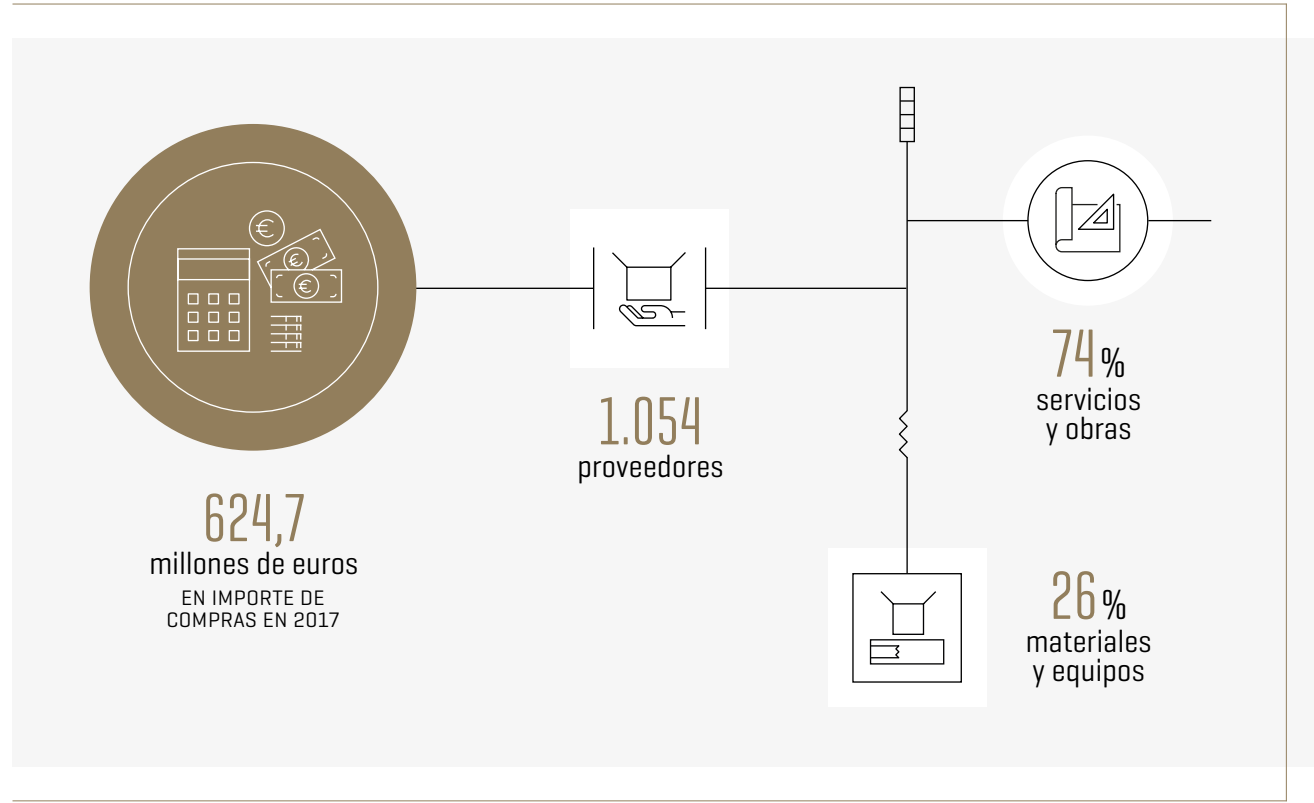 624,7
millones de euros
EN IMPORTE DE
COMPRAS EN 2017
1.054
proveedores
74 %
servicios
y obras
26 %
materiales
y equipos